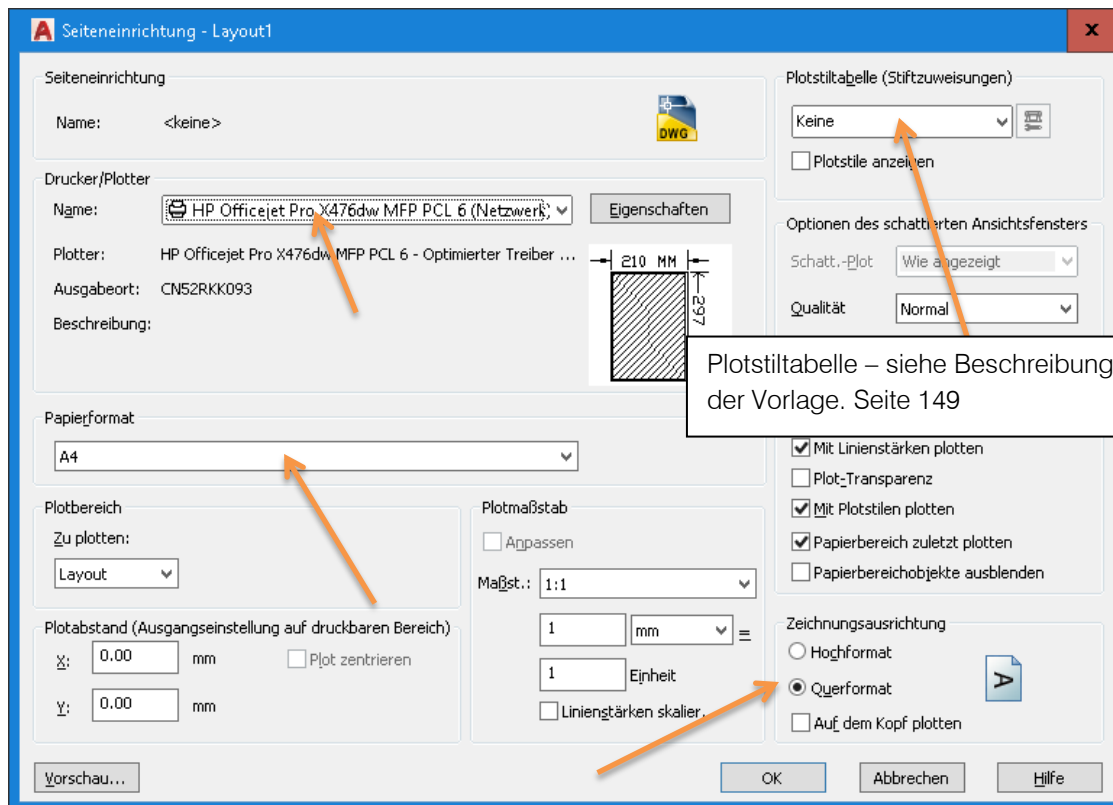 Seiteneinrichtung - Layout1
x
Seiteneinrichtung
Name: <keine>
DWG
Drucker/Plotter
Name: HP Officejet Pro X476dw MFP PCL 6 (Netzwerk)
Eigenschaften
Plotter: HP Officejet Pro X476dw MFP PCL 6 - Optimierter Treiber ...
Ausgabeort: CN52RKK093
Beschreibung:
210 MM
297
Papierformat
A4
Plotbereich
Zu plotten:
Layout
Plotabstand (Ausgangseinstellung auf druckbaren Bereich)
X: 0.00 mm
Plot zentrieren
Y: 0.00 mm
Plotmaßstab
Anpassen
Maßst.: 1:1
1 mm =
1 Einheit
Linienstärken skalier.
Plotstiltabelle (Stiftzuweisungen)
Keine
Plotstile anzeigen
Optionen des schattierten Ansichtsfensters
Schatt.-Plot Wie angezeigt
Qualität Normal
Plotstiltabelle – siehe Beschreibung
der Vorlage. Seite 149
Mit Linienstärken plotten
Plot-Transparenz
Mit Plotstilen plotten
Papierbereich zuletzt plotten
Papierbereichobjekte ausblenden
Zeichnungsausrichtung
Hochformat
Querformat
A
Auf dem Kopf plotten
Vorschau...
OK
Abbrechen
Hilfe